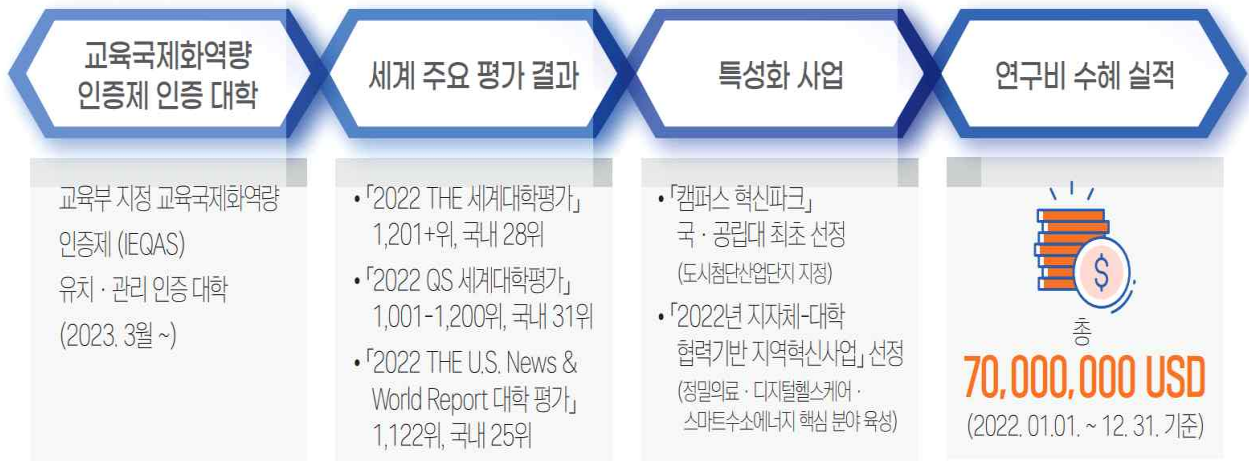 교육국제화역량
인증제 인증 대학
교육부 지정 교육국제화역량
인증제 (IEQAS)
유치 · 관리 인증 대학
(2023. 3월 ~)
세계 주요 평가 결과
• 「2022 THE 세계대학평가」
1,201+위, 국내 28위
• 「2022 QS 세계대학평가」
1,001-1,200위, 국내 31위
• 「2022 THE U.S. News &
World Report 대학 평가」
1,122위, 국내 25위
특성화 사업
• 「캠퍼스 혁신파크」
국 · 공립대 최초 선정
(도시첨단산업단지 지정)
• 「2022년 지자체-대학
협력기반 지역혁신사업」 선정
(정밀의료 · 디지털헬스케어 ·
스마트수소에너지 핵심 분야 육성)
연구비 수혜 실적
$
총
70,000,000 USD
(2022. 01.01. ~ 12. 31. 기준)